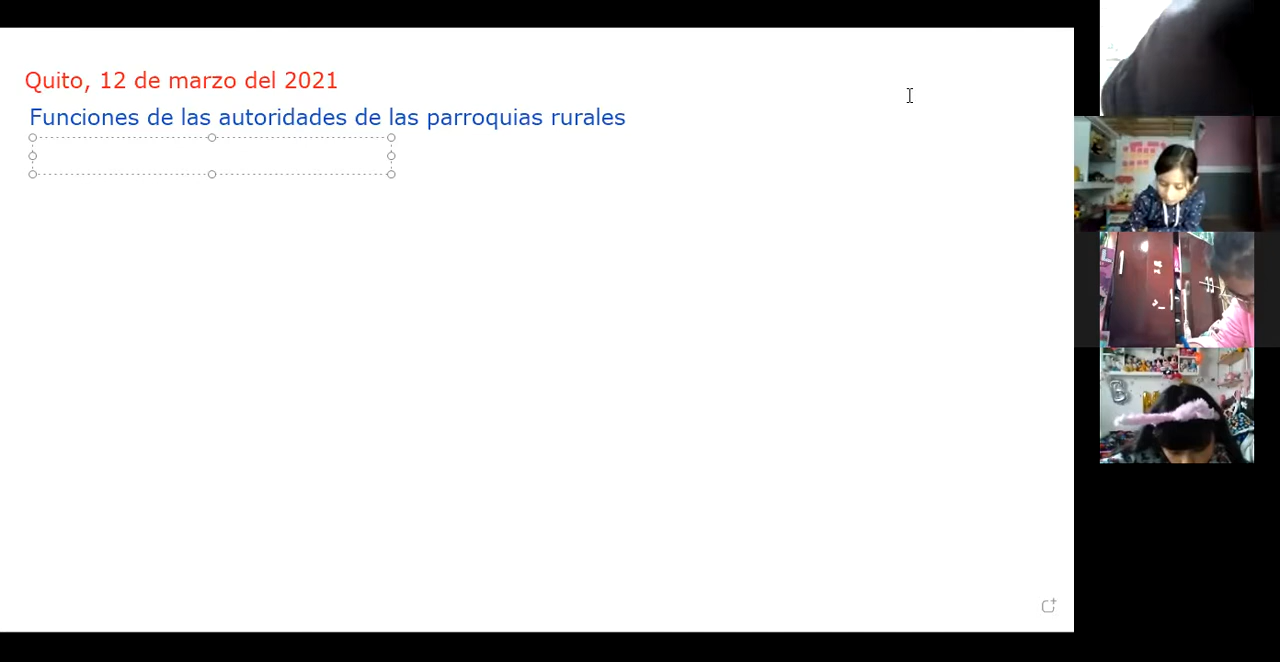 Quito, 12 de marzo del 2021
Funciones de las autoridades de las parroquias rurales